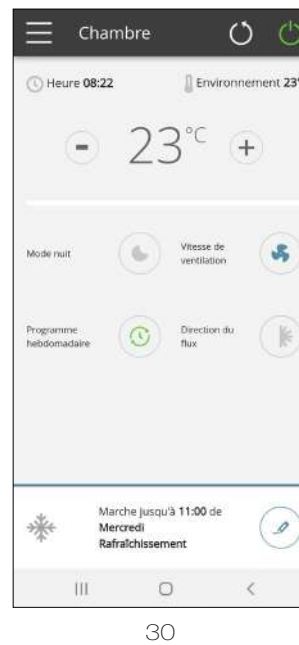 Chambre
Heure 08:22 Environnement 23°
- 23°C +
Mode nuit
Vitesse de
ventilation
Programme
hebdomadaire
Direction du
flux
Marche jusqu'à 11:00 de
Mercredi
Rafraîchissement
30